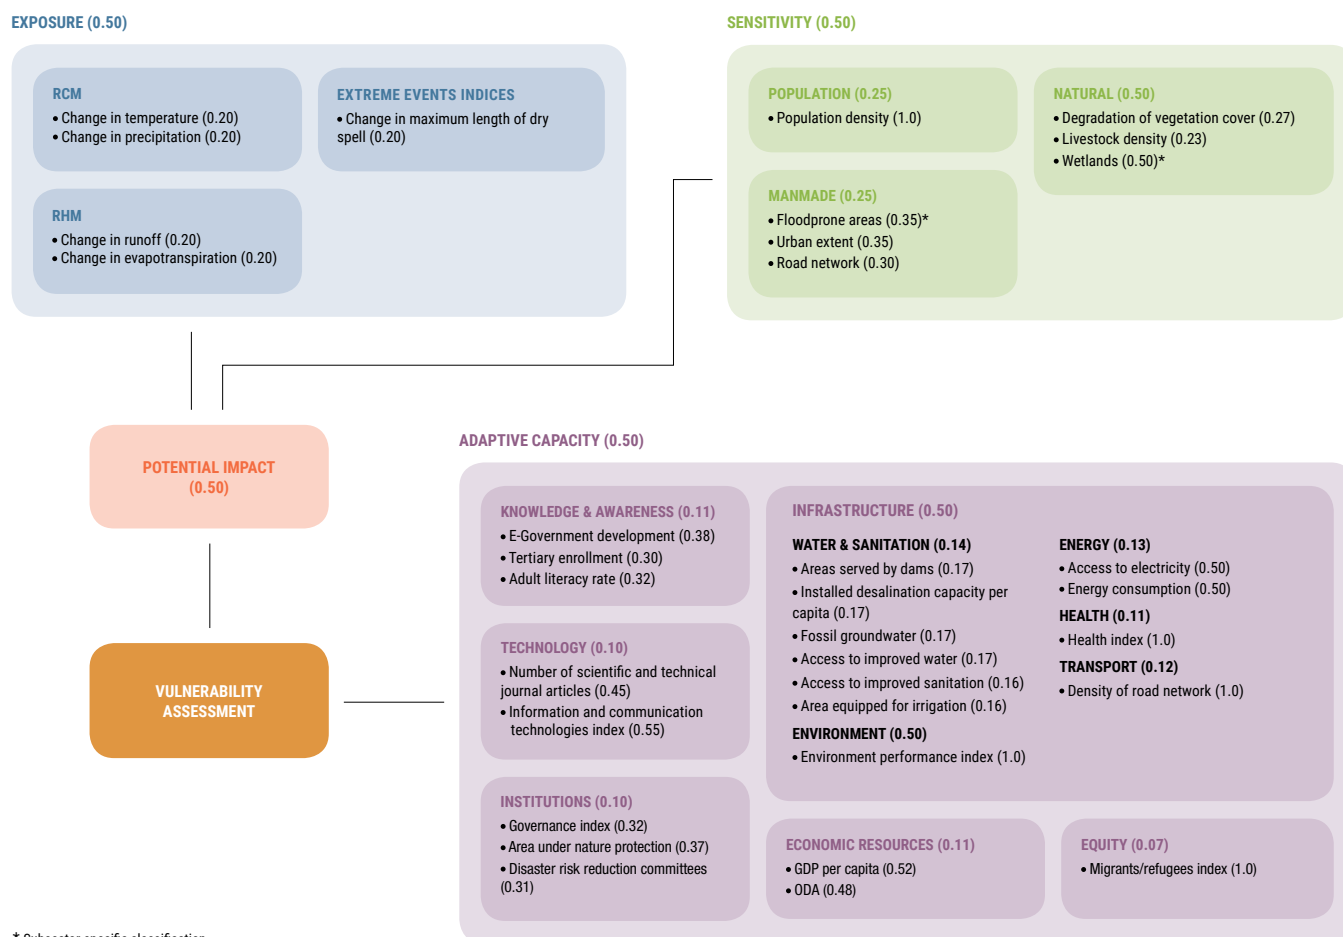 EXPOSURE (0.50)
RCM
• Change in temperature (0.20)
• Change in precipitation (0.20)
EXTREME EVENTS INDICES
• Change in maximum length of dry
spell (0.20)
RHM
• Change in runoff (0.20)
• Change in evapotranspiration (0.20)
SENSITIVITY (0.50)
POPULATION (0.25)
• Population density (1.0)
MANMADE (0.25)
• Floodprone areas (0.35)*
• Urban extent (0.35)
• Road network (0.30)
NATURAL (0.50)
• Degradation of vegetation cover (0.27)
• Livestock density (0.23)
• Wetlands (0.50)*
POTENTIAL IMPACT
(0.50)
VULNERABILITY
ASSESSMENT
ADAPTIVE CAPACITY (0.50)
KNOWLEDGE & AWARENESS (0.11)
• E-Government development (0.38)
• Tertiary enrollment (0.30)
• Adult literacy rate (0.32)
TECHNOLOGY (0.10)
• Number of scientific and technical
journal articles (0.45)
• Information and communication
technologies index (0.55)
INSTITUTIONS (0.10)
• Governance index (0.32)
• Area under nature protection (0.37)
• Disaster risk reduction committees
(0.31)
INFRASTRUCTURE (0.50)
WATER & SANITATION (0.14)
• Areas served by dams (0.17)
• Installed desalination capacity per
capita (0.17)
• Fossil groundwater (0.17)
• Access to improved water (0.17)
• Access to improved sanitation (0.16)
• Area equipped for irrigation (0.16)
ENVIRONMENT (0.50)
• Environment performance index (1.0)
ENERGY (0.13)
• Access to electricity (0.50)
• Energy consumption (0.50)
HEALTH (0.11)
• Health index (1.0)
TRANSPORT (0.12)
• Density of road network (1.0)
ECONOMIC RESOURCES (0.11)
• GDP per capita (0.52)
• ODA (0.48)
EQUITY (0.07)
• Migrants/refugees index (1.0)